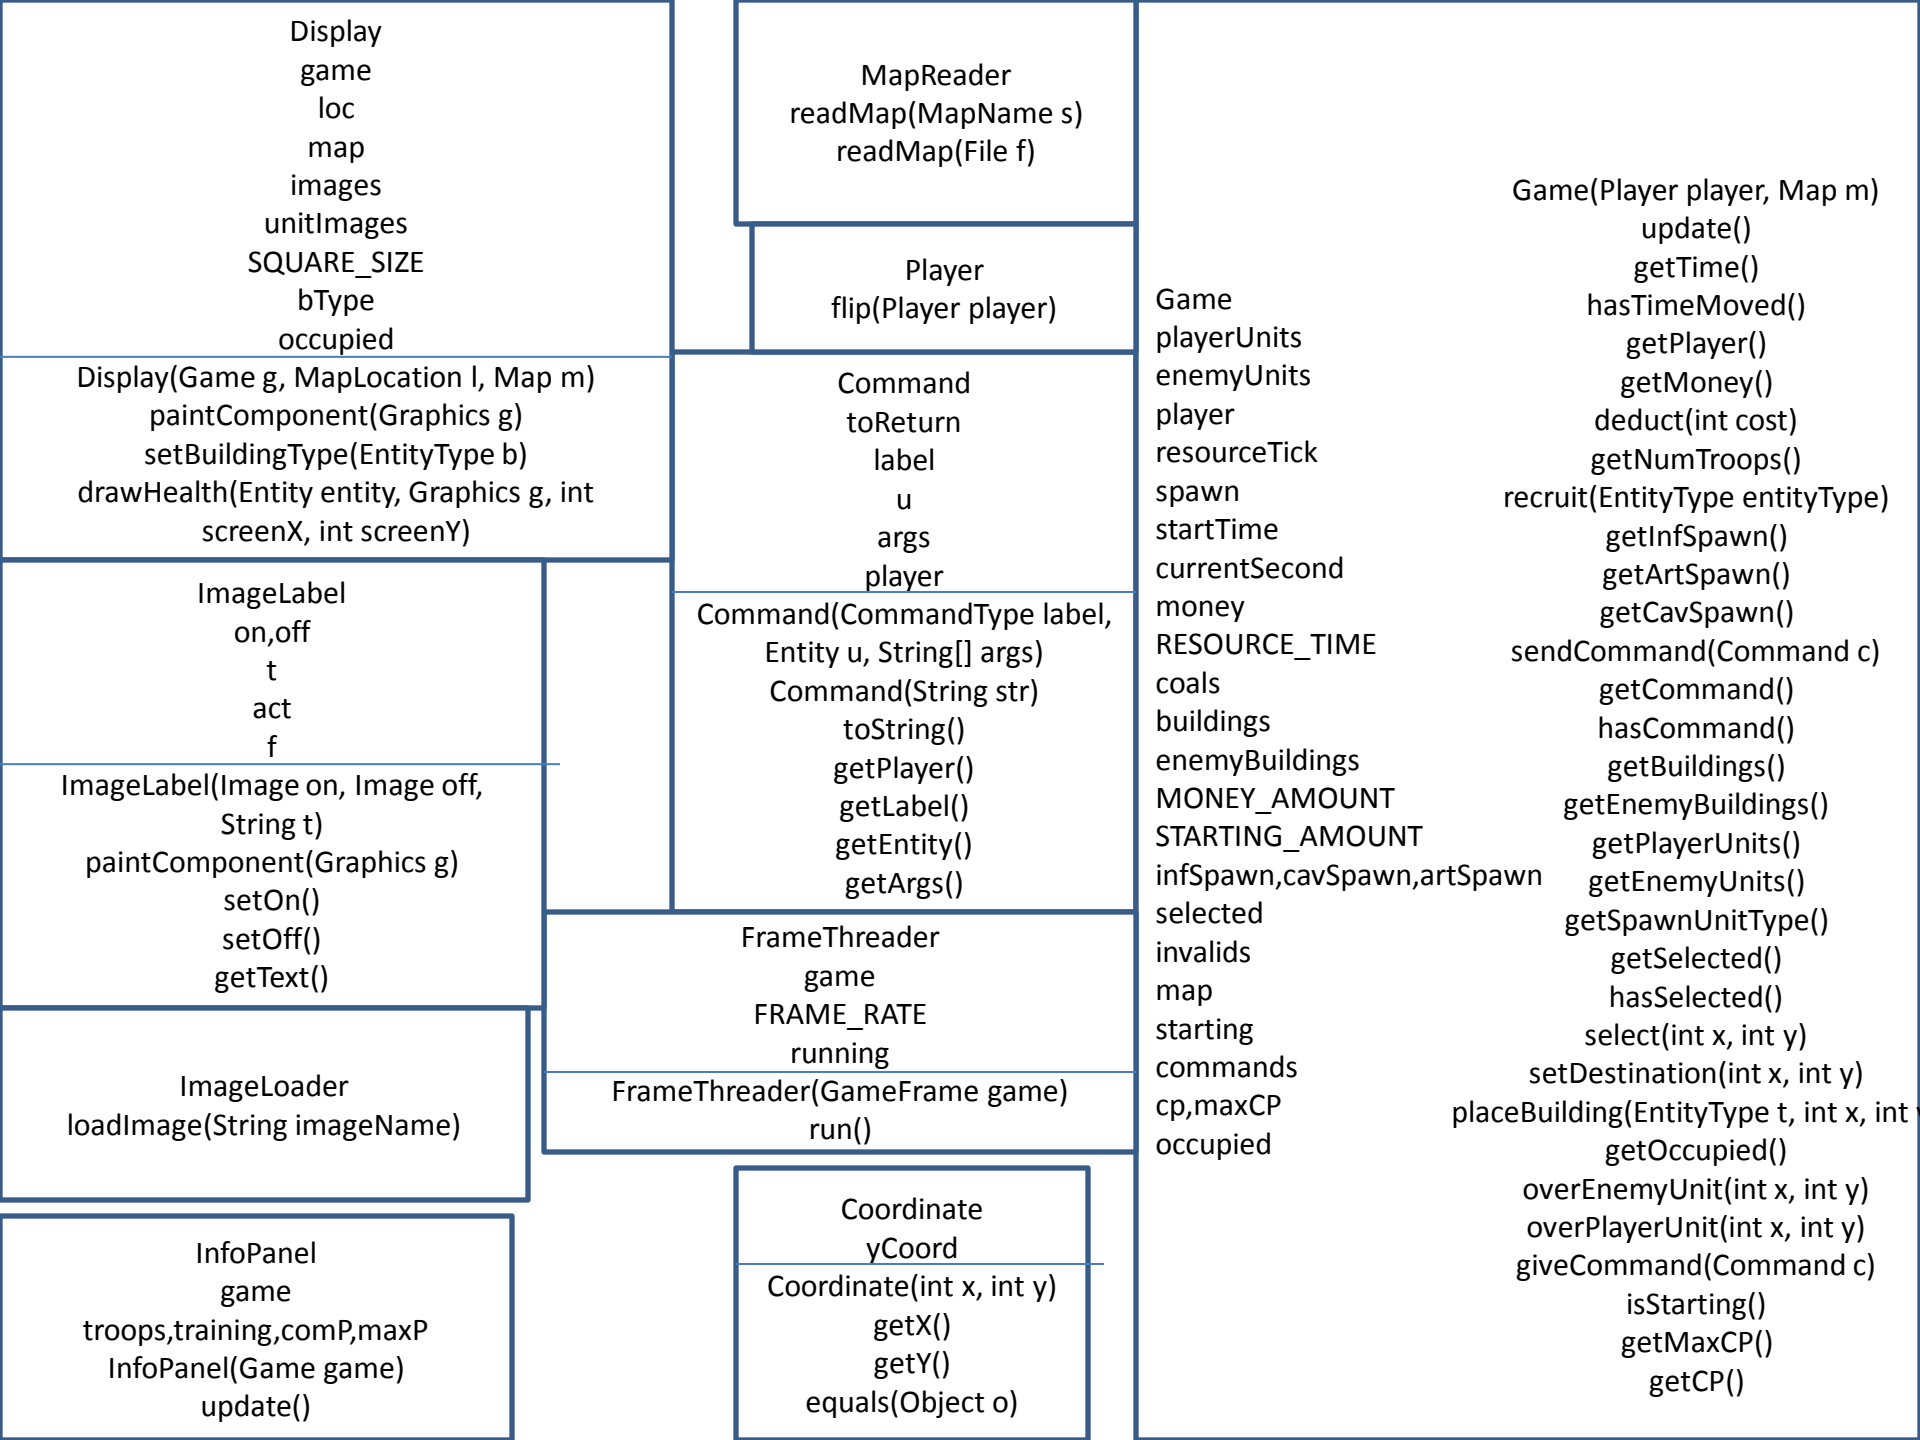 Display
game
loc
map
images
unitImages
SQUARE_SIZE
bType
occupied
Display(Game g, MapLocation l, Map m)
paintComponent(Graphics g)
setBuildingType(EntityType b)
drawHealth(Entity entity, Graphics g, int
screenX, int screenY)
ImageLabel
on,off
t
act
f
ImageLabel(Image on, Image off,
String t)
paintComponent(Graphics g)
setOn()
setOff()
getText()
ImageLoader
loadImage(String imageName)
InfoPanel
game
troops,training,comP,maxP
InfoPanel(Game game)
update()
MapReader
readMap(MapName s)
readMap(File f)
Player
flip(Player player)
Command
toReturn
label
u
args
player
Command(CommandType label,
Entity u, String[] args)
Command(String str)
toString()
getPlayer()
getLabel()
getEntity()
getArgs()
FrameThreader
game
FRAME_RATE
running
FrameThreader(GameFrame game)
run()
Coordinate
yCoord
Coordinate(int x, int y)
getX()
getY()
equals(Object o)
Game
playerUnits
enemyUnits
player
resourceTick
spawn
startTime
currentSecond
money
RESOURCE_TIME
coals
buildings
enemyBuildings
MONEY_AMOUNT
STARTING_AMOUNT
infSpawn,cavSpawn,artSpawn
selected
invalids
map
starting
commands
cp,maxCP
occupied
Game(Player player, Map m)
update()
getTime()
hasTimeMoved()
getPlayer()
getMoney()
deduct(int cost)
getNumTroops()
recruit(EntityType entityType)
getInfSpawn()
getArtSpawn()
getCavSpawn()
sendCommand(Command c)
getCommand()
hasCommand()
getBuildings()
getEnemyBuildings()
getPlayerUnits()
getEnemyUnits()
getSpawnUnitType()
getSelected()
hasSelected()
select(int x, int y)
setDestination(int x, int y)
placeBuilding(EntityType t, int x, int
getOccupied()
overEnemyUnit(int x, int y)
overPlayerUnit(int x, int y)
giveCommand(Command c)
isStarting()
getMaxCP()
getCP()